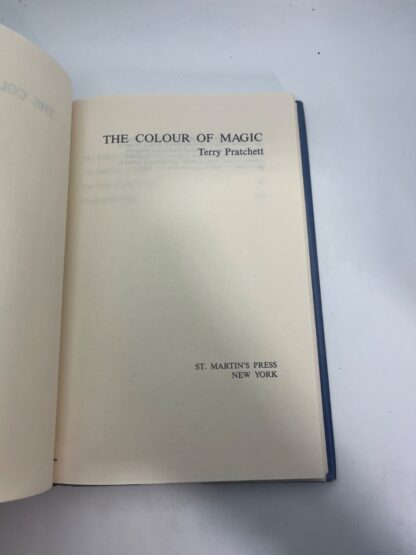 THE COLOUR OF MAGIC
Terry Pratchett
ST. MARTIN'S PRESS
NEW YORK